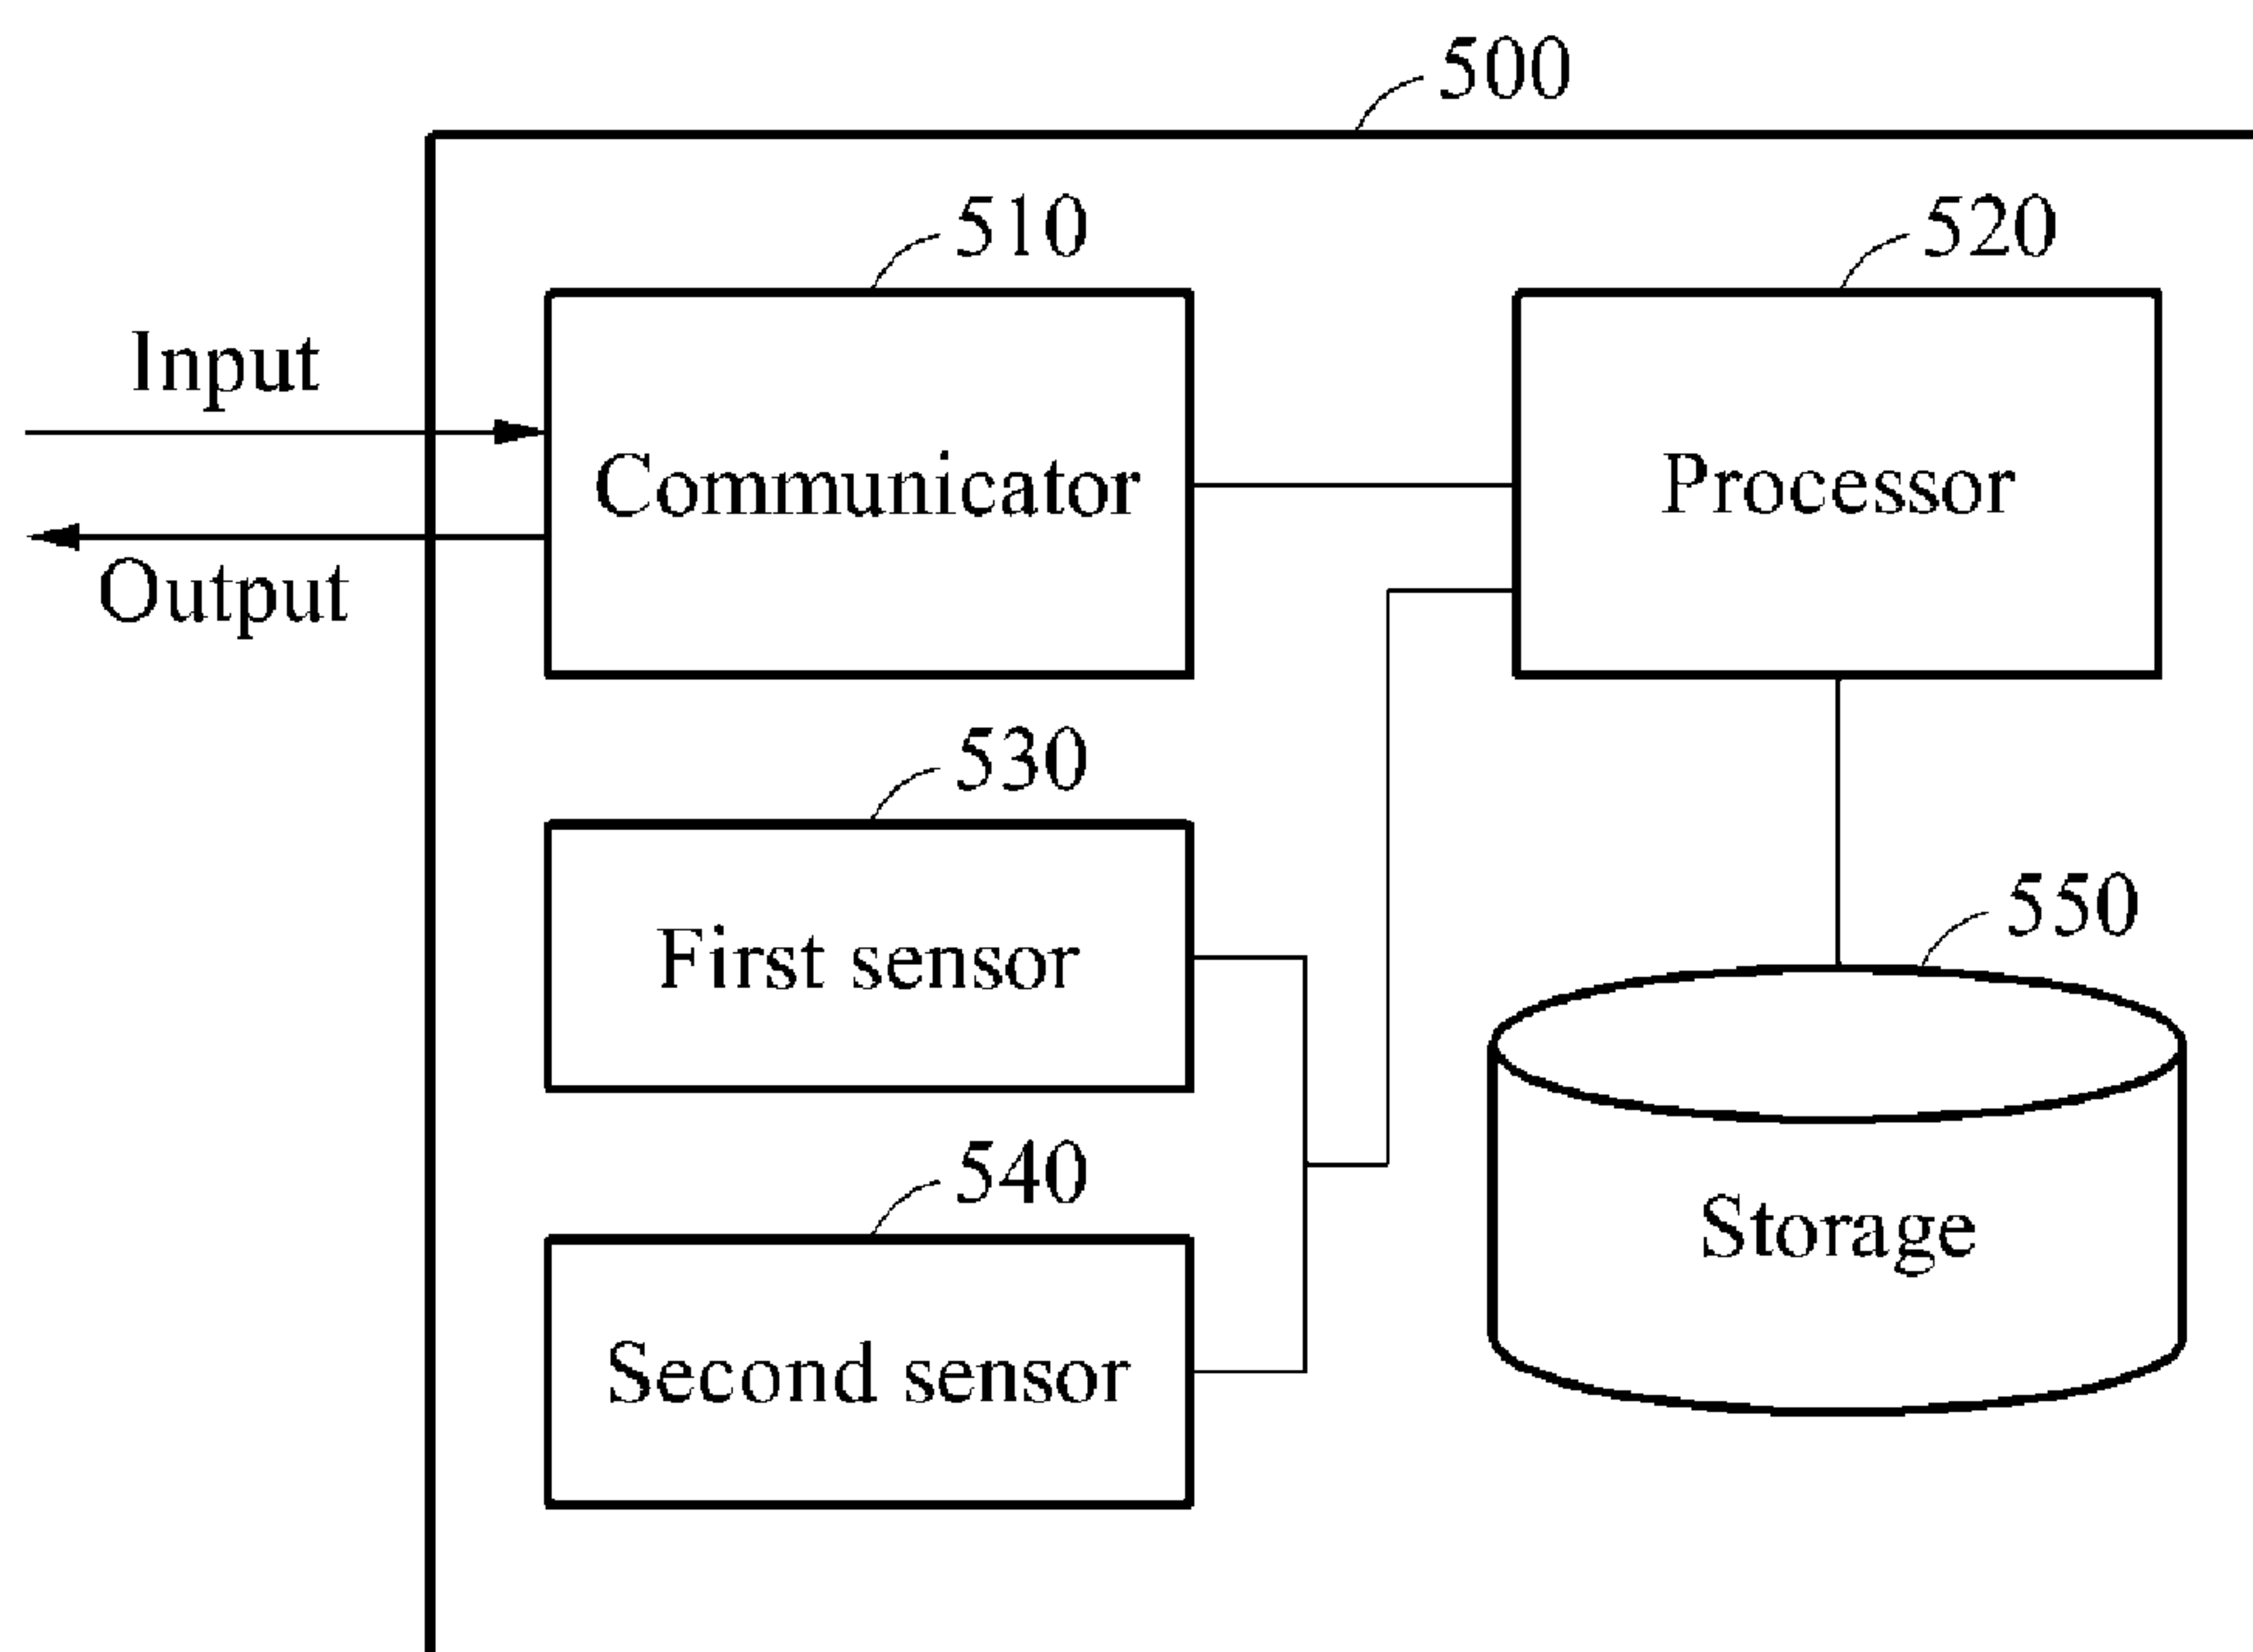 500
510
520
Input
Communicator
Processor
Output
530
First sensor
550
540
Storage
Second sensor